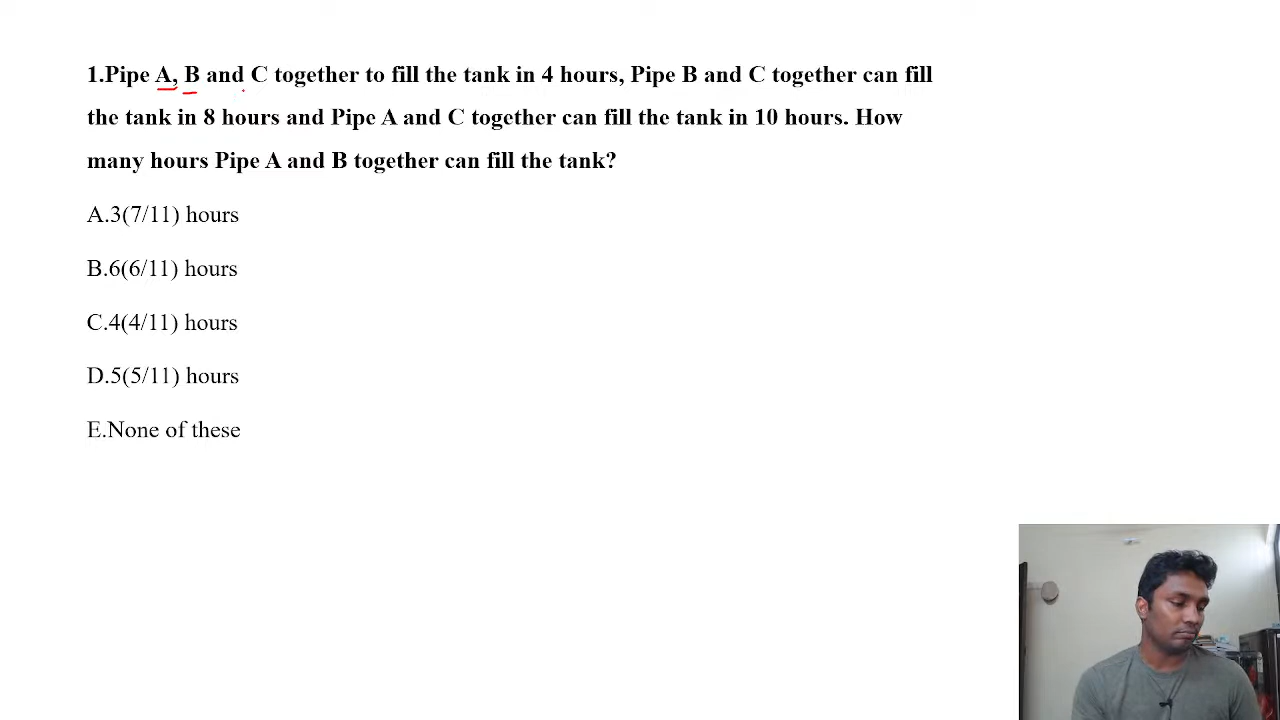 1.Pipe A, B and C together to fill the tank in 4 hours, Pipe B and C together can fill
the tank in 8 hours and Pipe A and C together can fill the tank in 10 hours. How
many hours Pipe A and B together can fill the tank?
A.3(7/11) hours
B.6(6/11) hours
C.4(4/11) hours
D.5(5/11) hours
E.None of these